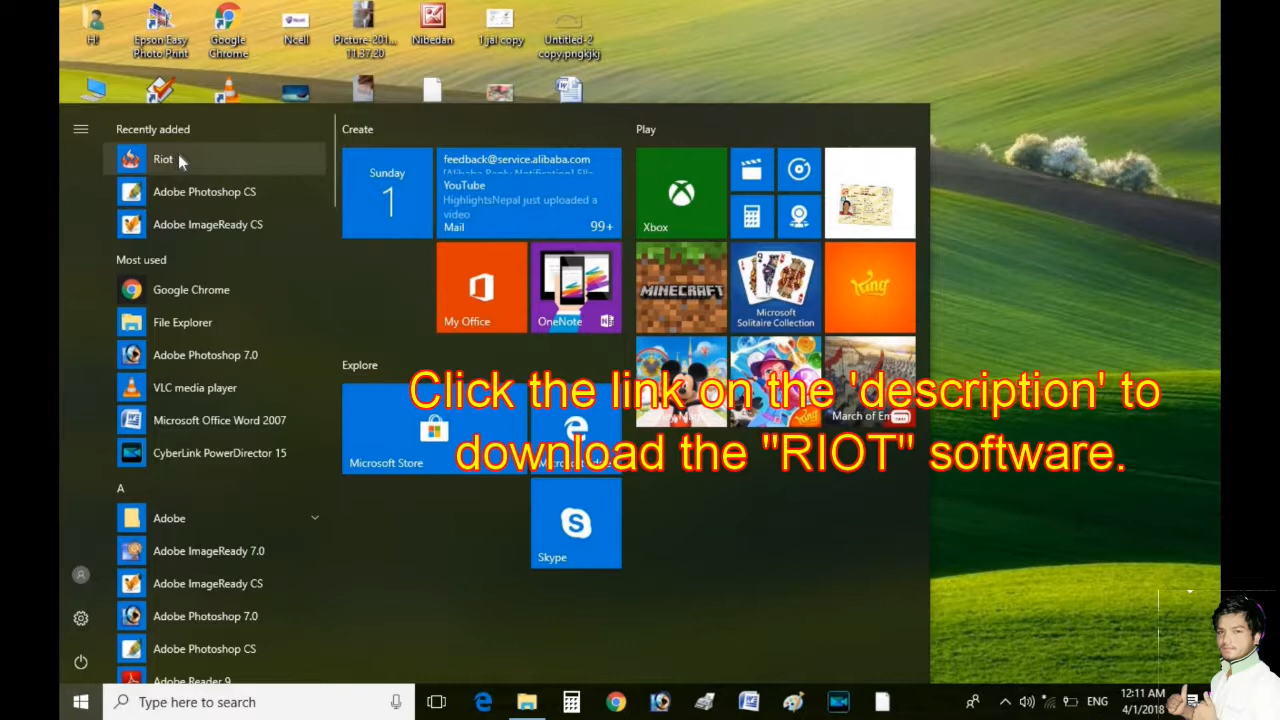 H!
Epson Easy
Photo Print
Google
Chrome
Ncell
Picture-201...
11.37.20
Nibedan
1.jal copy
Untitled-2
copy.pngkjkj
Recently added
Riot
Adobe Photoshop CS
Adobe ImageReady CS
Most used
Google Chrome
File Explorer
Adobe Photoshop 7.0
VLC media player
Microsoft Office Word 2007
CyberLink PowerDirector 15
A
Adobe
Adobe ImageReady 7.0
Adobe ImageReady CS
Adobe Photoshop 7.0
Adobe Photoshop CS
Adobe Reader 9
Create
Sunday
1
feedback@service.alibaba.com
YouTube
HighlightsNepal just uploaded a
video
Mail
99+
My Office
OneNote
Explore
Microsoft Store
Skype
Play
Xbox
MINECRAFT
Microsoft
Solitaire Collection
King
March of Em
Click the link on the 'description' to
download the "RIOT" software.
Type here to search
ENG
12:11 AM
4/1/2018